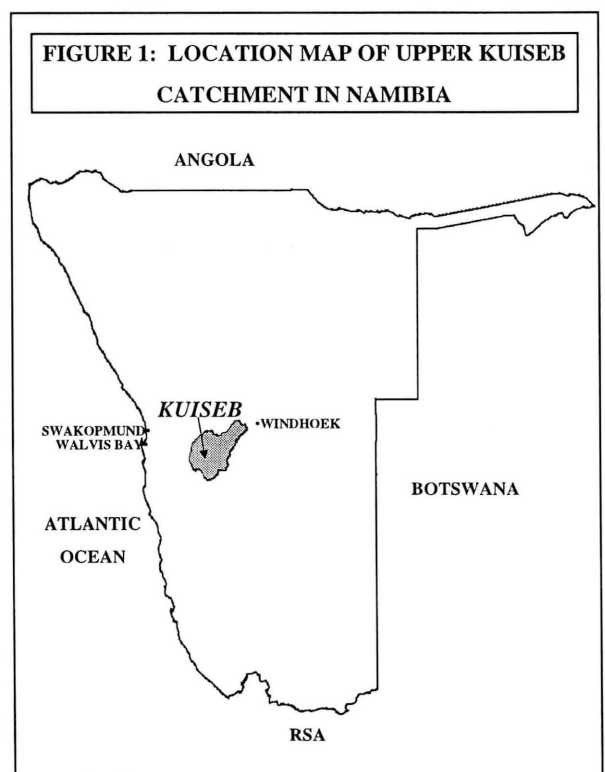 FIGURE 1: LOCATION MAP OF UPPER KUISEB
CATCHMENT IN NAMIBIA
ANGOLA
KUISEB
SWAKOPMUND
•WINDHOEK
WALVIS BAY
BOTSWANA
ATLANTIC
OCEAN
RSA